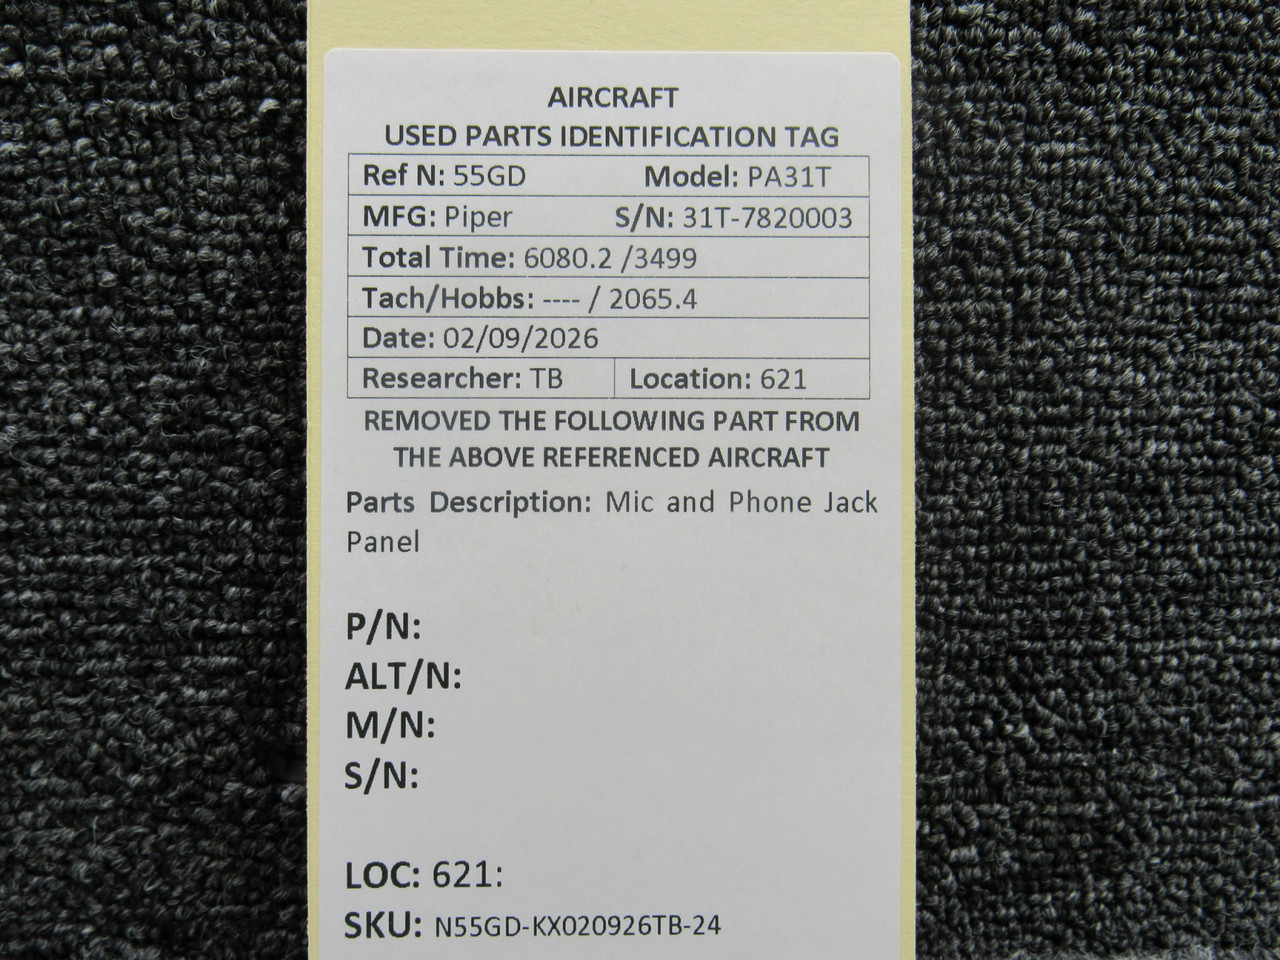 AIRCRAFT
USED PARTS IDENTIFICATION TAG
Ref N: 55GD Model: PA31T
MFG: Piper S/N: 31T-7820003
Total Time: 6080.2 /3499
Tach/Hobbs: ---- / 2065.4
Date: 02/09/2026
Researcher: TB Location: 621
REMOVED THE FOLLOWING PART FROM
THE ABOVE REFERENCED AIRCRAFT
Parts Description: Mic and Phone Jack
Panel
P/N:
ALT/N:
M/N:
S/N:
LOC: 621:
SKU: N55GD-KX020926TB-24